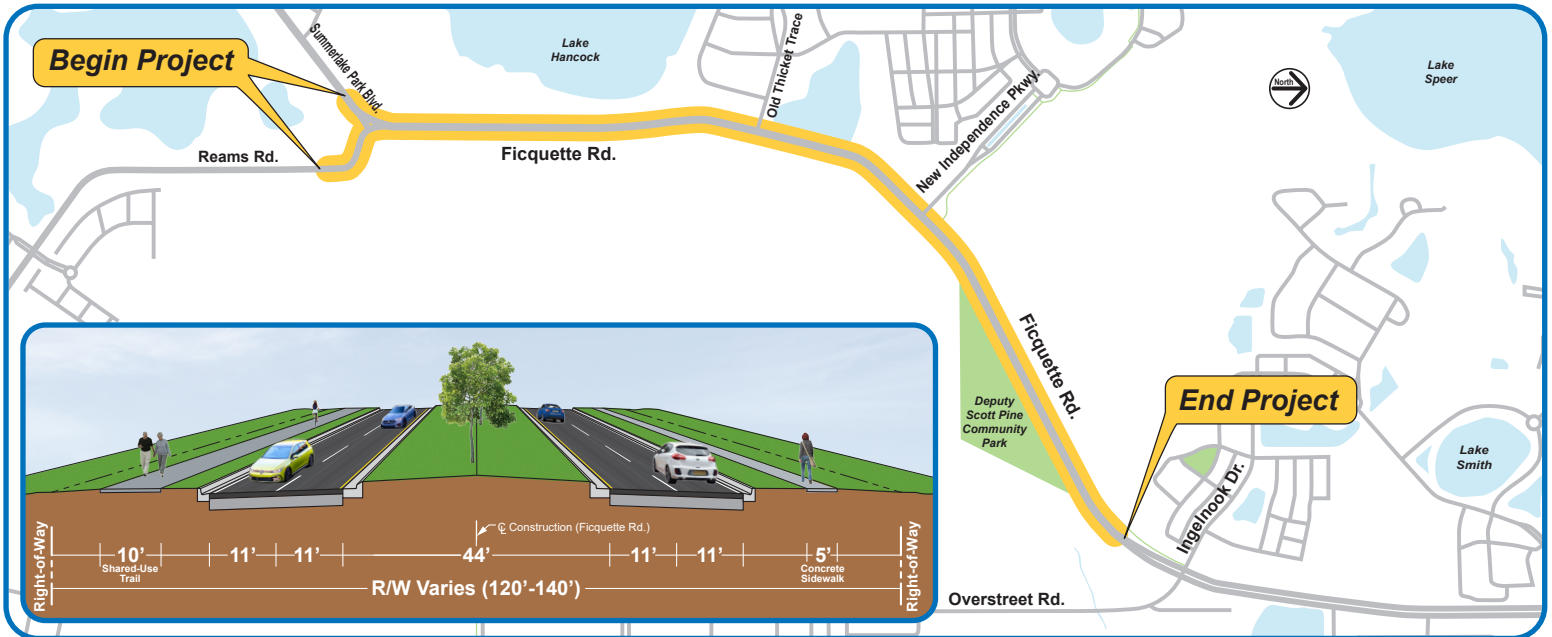 Begin Project
Summerlake Park Blvd.
Lake
Hancock
Old Thicket Trace
New Independence Pkwy.
North
Lake
Speer
Reams Rd.
Ficquette Rd.
Ficquette Rd.
Deputy
Scott Pine
Community
Park
End Project
Ingelnook Dr.
Lake
Smith
Overstreet Rd.
Right-of-Way
℄ Construction (Ficquette Rd.)
10' 11' 11' 44' 11' 11' 5'
Shared-Use
Trail
Concrete
Sidewalk
R/W Varies (120'-140')
Right-of-Way